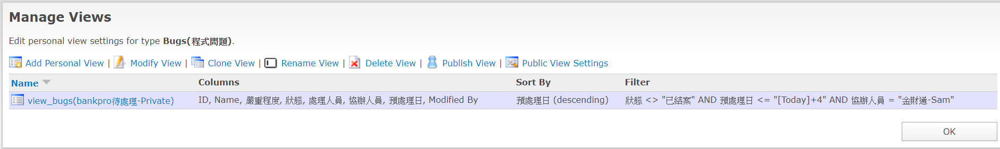 Manage Views
Edit personal view settings for type Bugs(程式問題).
Add Personal View | Modify View | Clone View | Rename View | Delete View | Publish View | Public View Settings
Name Columns Sort By Filter
view_bugs(bankpro待處理-Private) ID, Name, 嚴重程度, 狀態, 處理人員, 協辦人員, 預處理日, Modified By 預處理日 (descending) 狀態 <> "已結案" AND 預處理日 <= "[Today]+4" AND 協辦人員 = "金財通-Sam"
OK